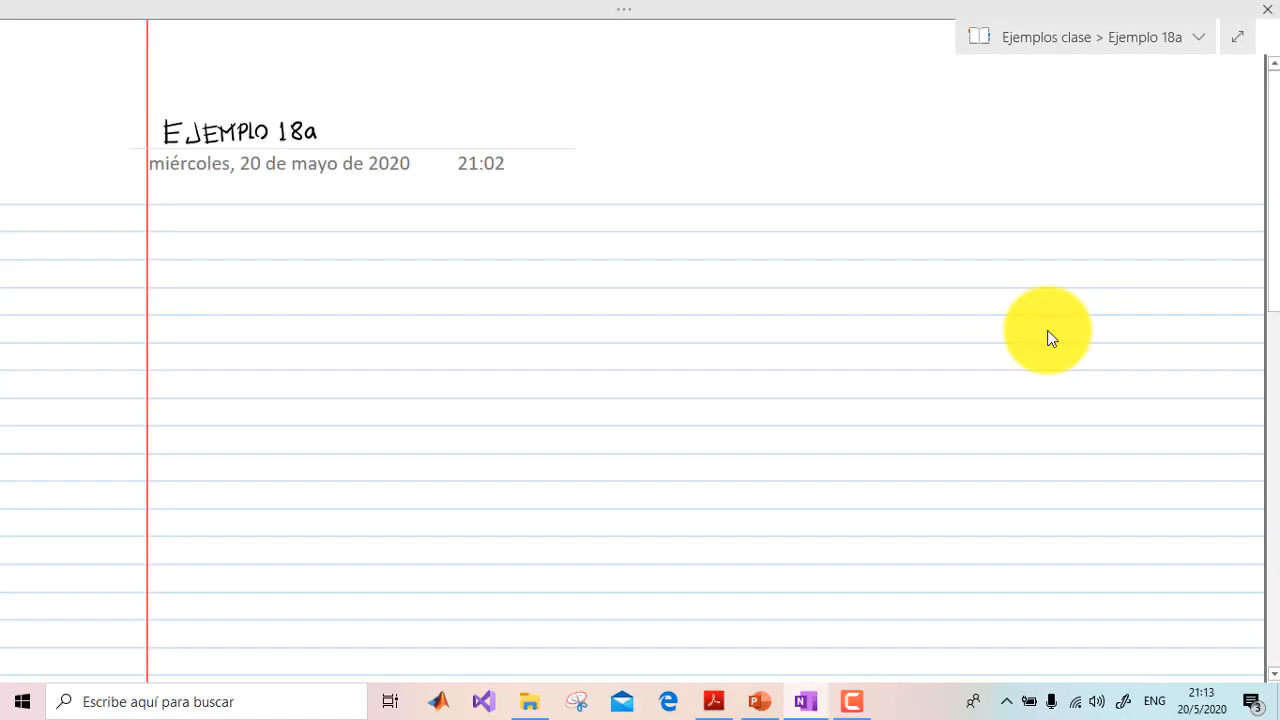 Ejemplos clase > Ejemplo 18a
EJEMPLO 18a
miércoles, 20 de mayo de 2020 21:02
Escribe aquí para buscar
ENG
21:13
20/5/2020
3